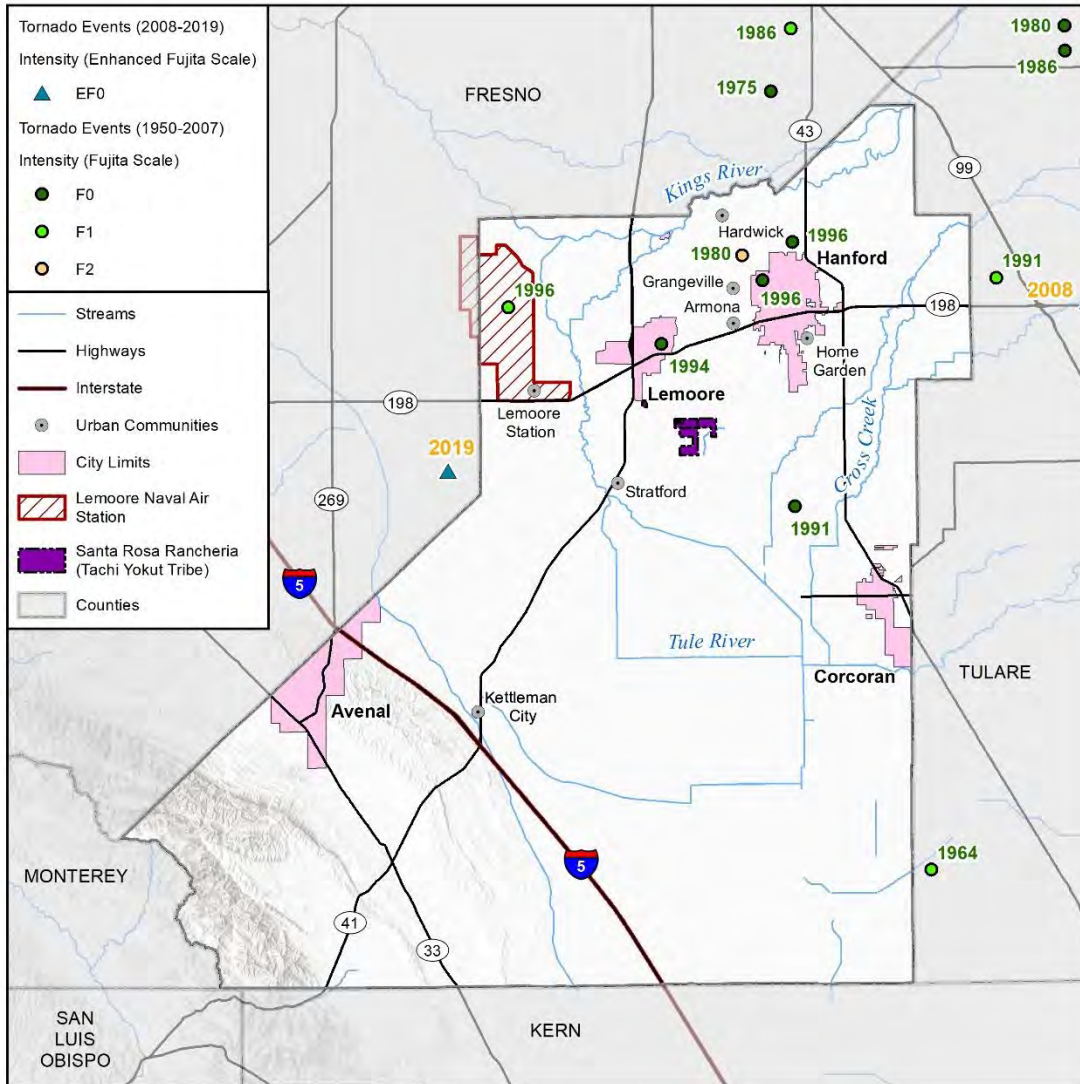 Tornado Events (2008-2019)
Intensity (Enhanced Fujita Scale)
EF0
Tornado Events (1950-2007)
Intensity (Fujita Scale)
F0
F1
F2
Streams
Highways
Interstate
Urban Communities
City Limits
Lemoore Naval Air
Station
Santa Rosa Rancheria
(Tachi Yokut Tribe)
Counties
1986
1980
1986
1975
FRESNO
43
99
Kings River
Hardwick
1996
1980
Hanford
1991
1996
Grangeville
1996
2008
Armona
198
1994
Home
Garden
Lemoore
198
Lemoore
Station
Cross Creek
2019
269
Stratford
1991
5
Tule River
TULARE
Corcoran
Kettleman
City
Avenal
1964
5
MONTEREY
41
33
SAN
LUIS
OBISPO
KERN